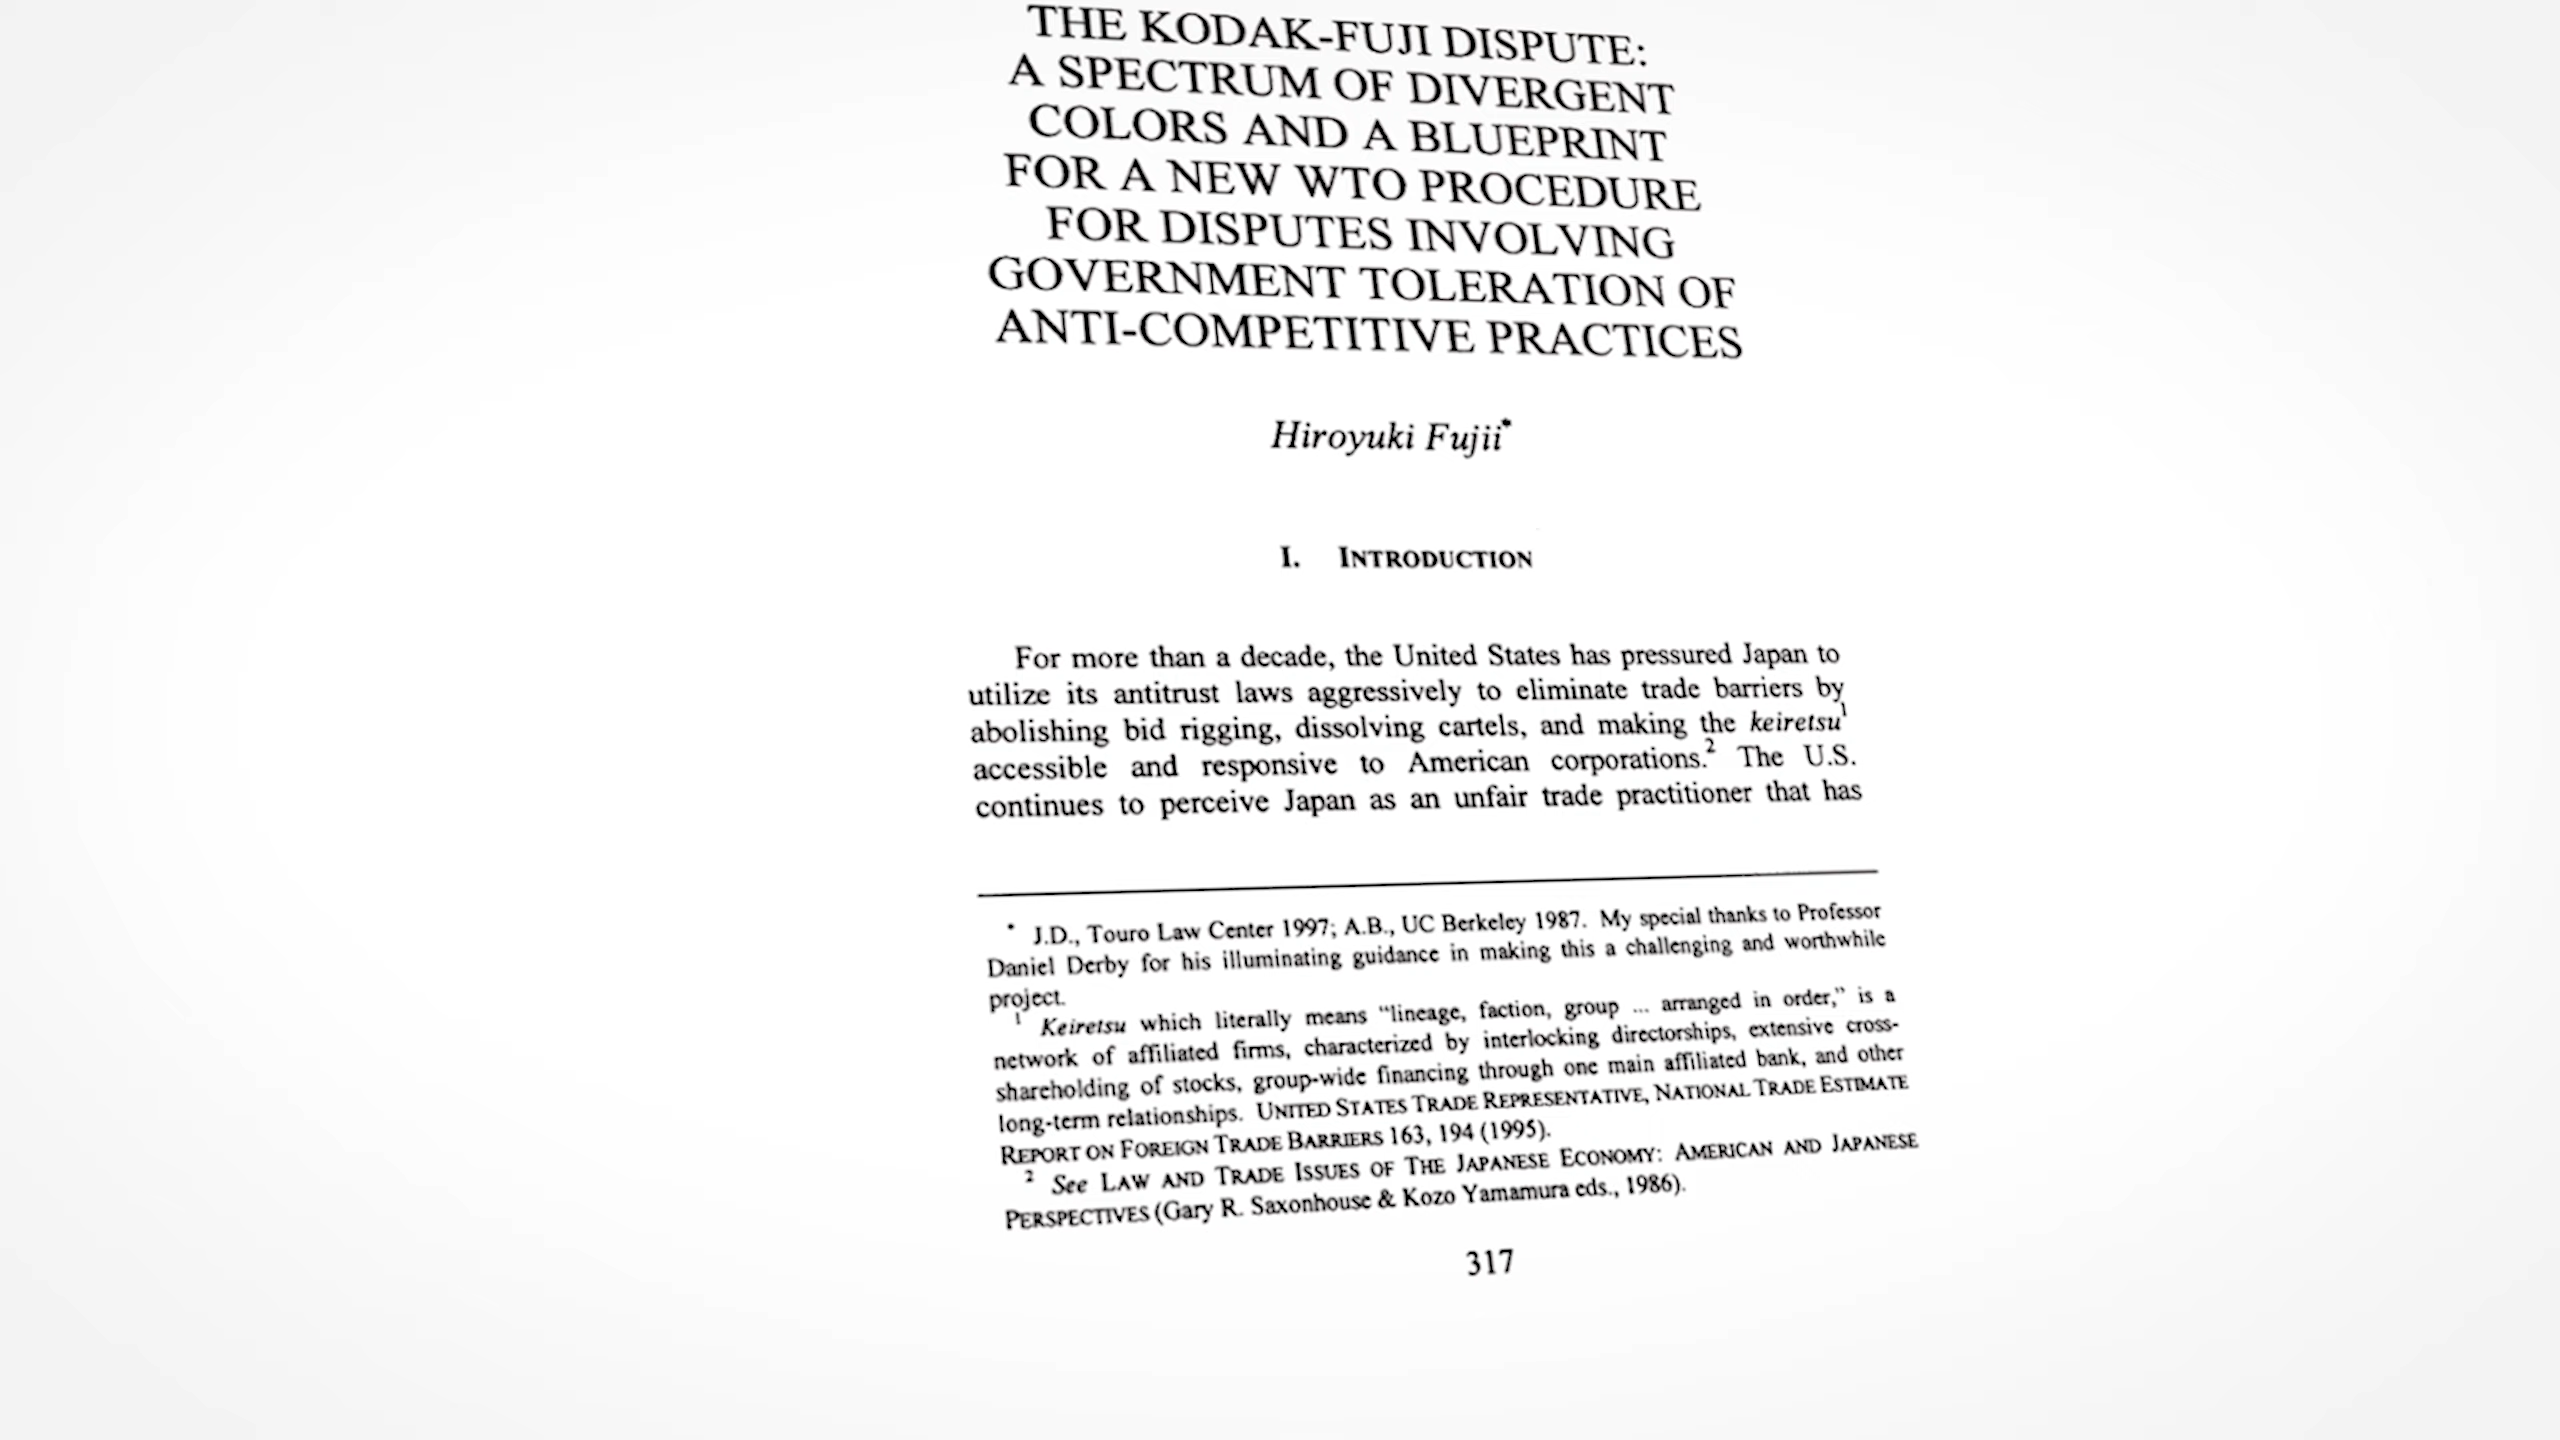 THE KODAK-FUJI DISPUTE:
A SPECTRUM OF DIVERGENT
COLORS AND A BLUEPRINT
FOR A NEW WTO PROCEDURE
FOR DISPUTES INVOLVING
GOVERNMENT TOLERATION OF
ANTI-COMPETITIVE PRACTICES
Hiroyuki Fujii*
I. INTRODUCTION
For more than a decade, the United States has pressured Japan to
utilize its antitrust laws aggressively to eliminate trade barriers by
abolishing bid rigging, dissolving cartels, and making the keiretsu¹
accessible and responsive to American corporations.² The U.S.
continues to perceive Japan as an unfair trade practitioner that has
* J.D., Touro Law Center 1997; A.B., UC Berkeley 1987. My special thanks to Professor
Daniel Derby for his illuminating guidance in making this a challenging and worthwhile
project.
¹ Keiretsu which literally means “lineage, faction, group ... arranged in order,” is a
network of affiliated firms, characterized by interlocking directorships, extensive cross-
shareholding of stocks, group-wide financing through one main affiliated bank, and other
long-term relationships. UNITED STATES TRADE REPRESENTATIVE, NATIONAL TRADE ESTIMATE
REPORT ON FOREIGN TRADE BARRIERS 163, 194 (1995).
² See LAW AND TRADE ISSUES OF THE JAPANESE ECONOMY: AMERICAN AND JAPANESE
PERSPECTIVES (Gary R. Saxonhouse & Kozo Yamamura eds., 1986).
317